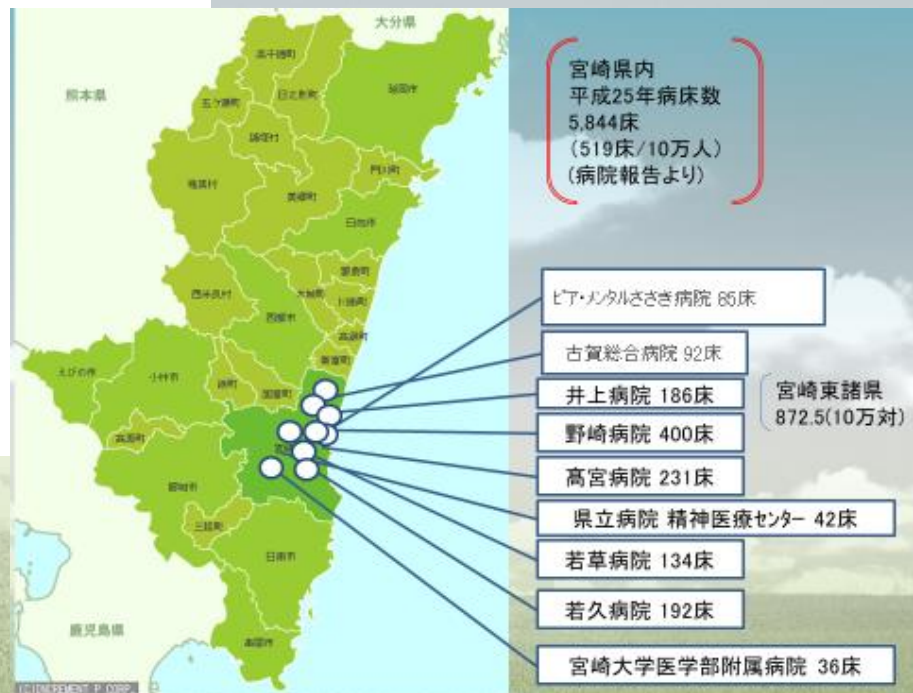 大分県
熊本県
高千穂町
日之影町
延岡市
五ヶ瀬町
諸塚村
門川町
椎葉村
美郷町
日向市
西米良村
木城町
都農町
川南町
西都市
高鍋町
新富町
えびの市
小林市
綾町
国富町
高原町
都城市
三股町
日南市
串間市
鹿児島県
(C)INCREMENT P CORP.
宮崎県内
平成25年病床数
5,844床
(519床/10万人)
(病院報告より)
ピア・メンタルささき病院 85床
古賀総合病院 92床
井上病院 186床
野崎病院 400床
髙宮病院 231床
県立病院 精神医療センター 42床
若草病院 134床
若久病院 192床
宮崎大学医学部附属病院 36床
宮崎東諸県
872.5(10万対)